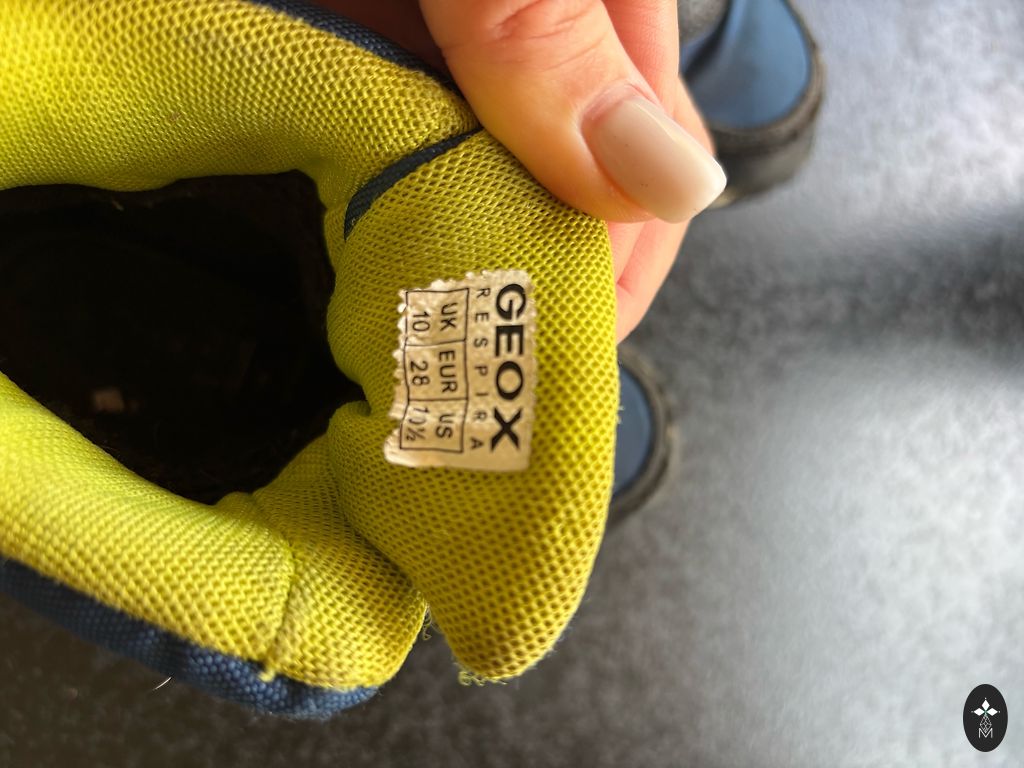 GEOX
RESPIRA
UK EUR US
10 28 10½
M